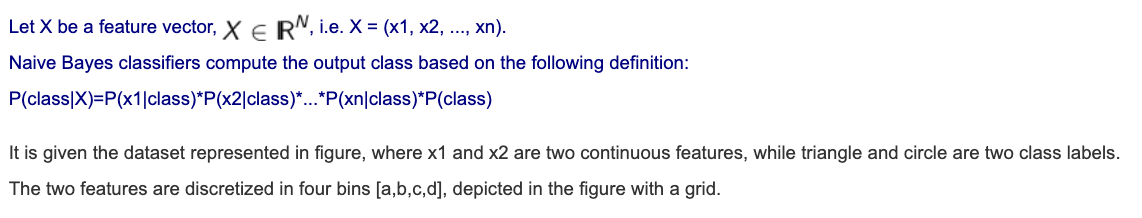 Let X be a feature vector, X ∈ ℝᴺ, i.e. X = (x1, x2, ..., xn).
Naive Bayes classifiers compute the output class based on the following definition:
P(class|X)=P(x1|class)*P(x2|class)*...*P(xn|class)*P(class)
It is given the dataset represented in figure, where x1 and x2 are two continuous features, while triangle and circle are two class labels.
The two features are discretized in four bins [a,b,c,d], depicted in the figure with a grid.